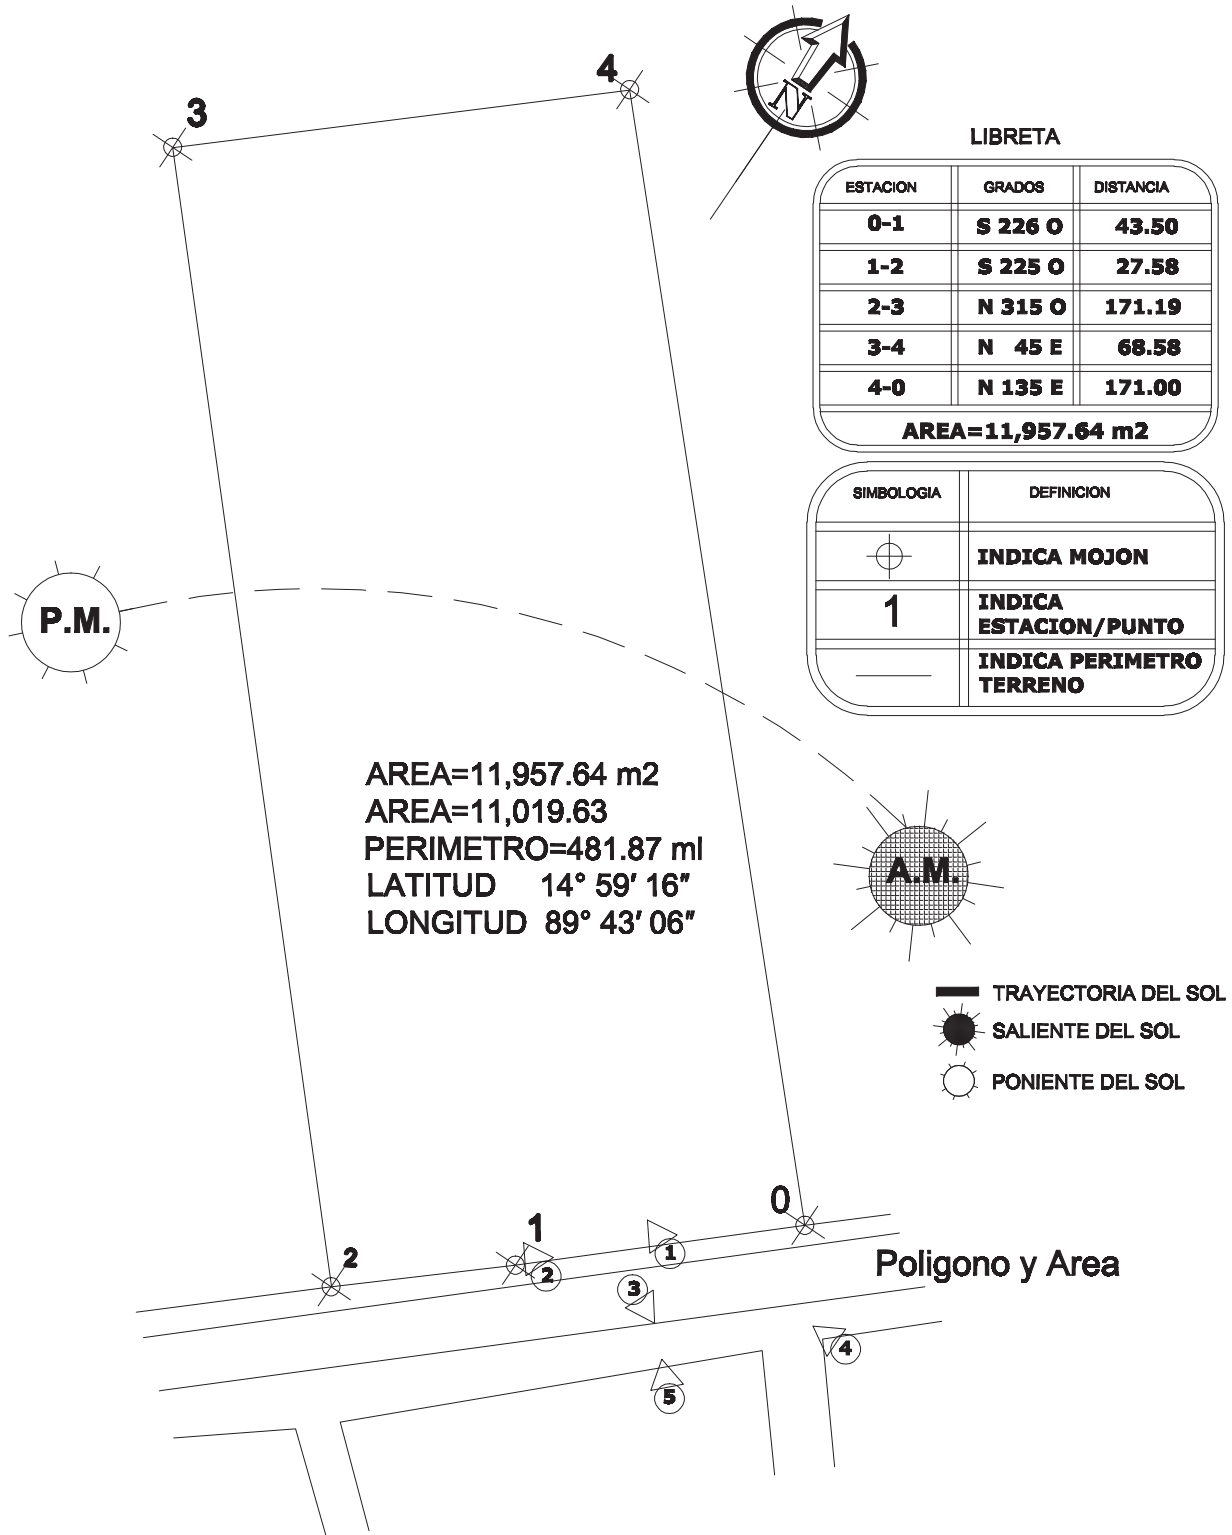 4
3
N
LIBRETA
ESTACION GRADOS DISTANCIA
0-1 S 226 O 43.50
1-2 S 225 O 27.58
2-3 N 315 O 171.19
3-4 N 45 E 68.58
4-0 N 135 E 171.00
AREA=11,957.64 m2
SIMBOLOGIA DEFINICION
INDICA MOJON
1 INDICA
ESTACION/PUNTO
INDICA PERIMETRO
TERRENO
P.M.
AREA=11,957.64 m2
AREA=11,019.63
PERIMETRO=481.87 ml
LATITUD 14° 59' 16"
LONGITUD 89° 43' 06"
A.M.
TRAYECTORIA DEL SOL
SALIENTE DEL SOL
PONIENTE DEL SOL
0
1
2
1
2
3
Poligono y Area
4
5